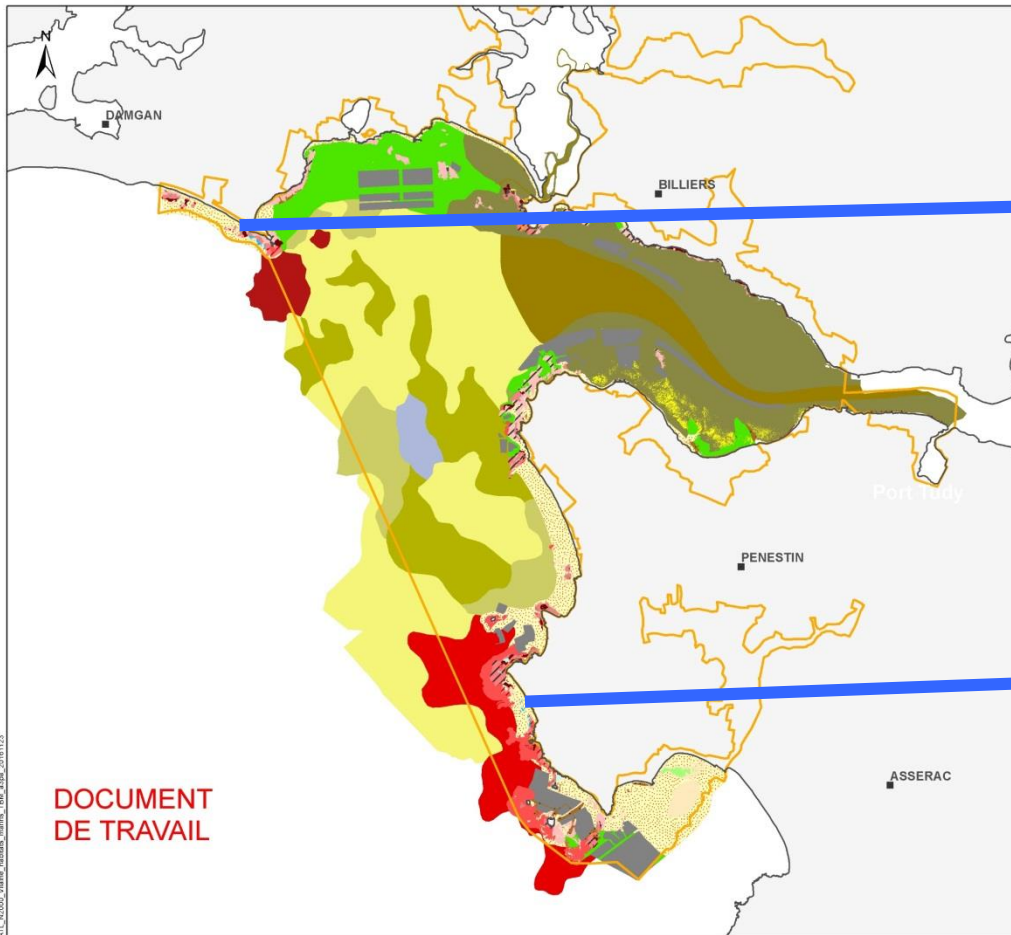 N
DAMGAN
BILLIERS
Port Tudy
PENESTIN
ASSERAC
DOCUMENT
DE TRAVAIL